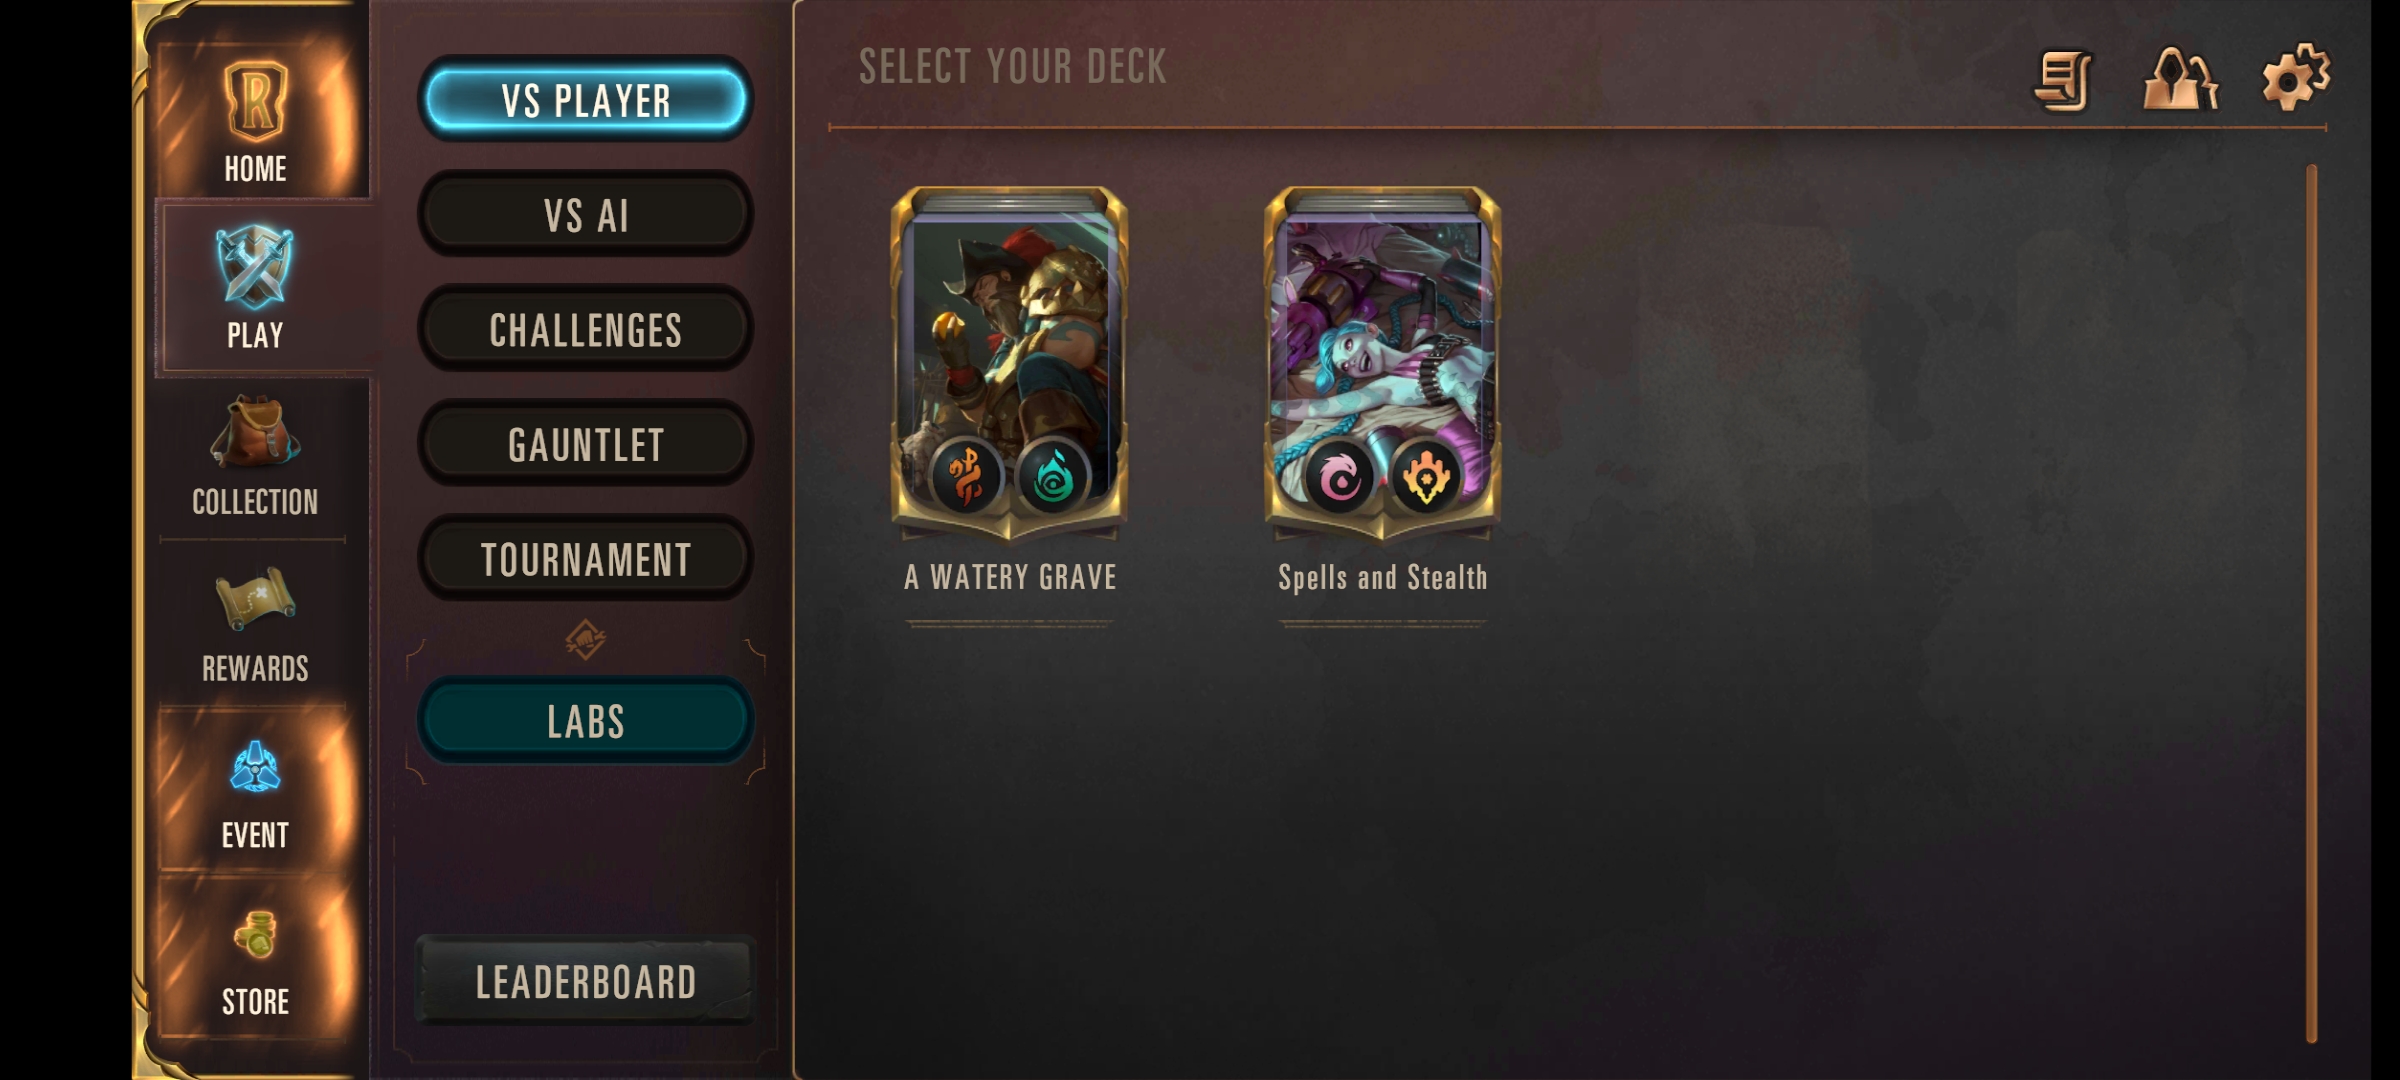 HOME
PLAY
COLLECTION
REWARDS
EVENT
STORE
VS PLAYER
VS AI
CHALLENGES
GAUNTLET
TOURNAMENT
LABS
LEADERBOARD
SELECT YOUR DECK
A WATERY GRAVE
Spells and Stealth